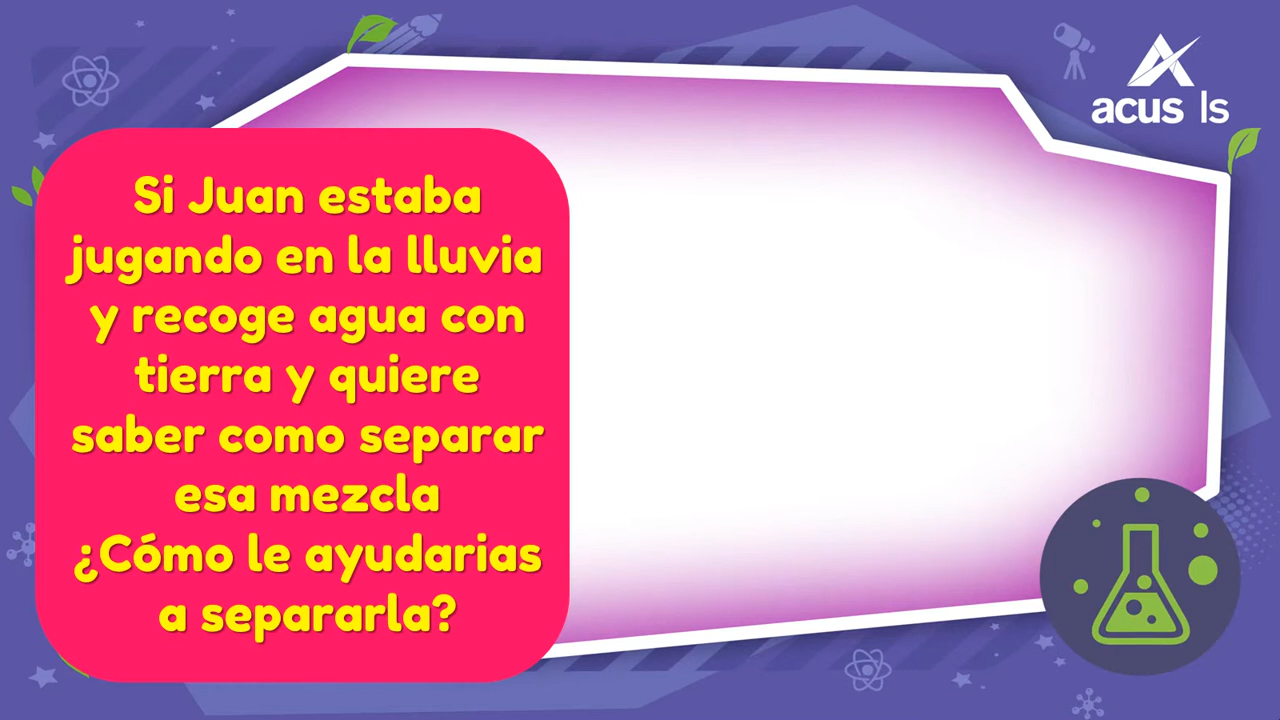 Si Juan estaba
jugando en la lluvia
y recoge agua con
tierra y quiere
saber como separar
esa mezcla
¿Cómo le ayudarias
a separarla?
acus ls